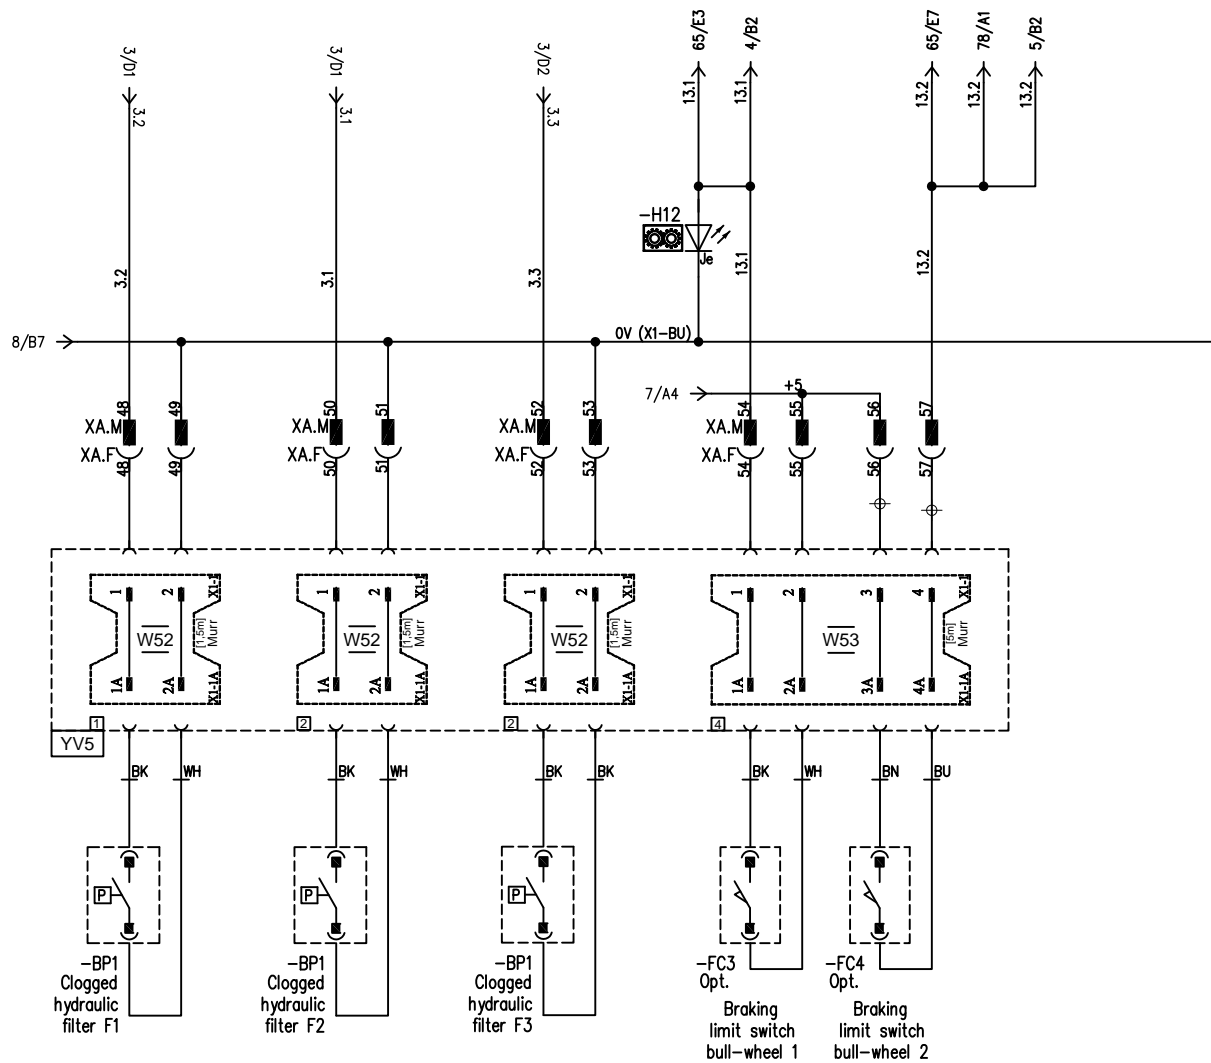 3/D1
3/D1
3/D2
65/E3
4/B2
65/E7
78/A1
5/B2
3.2
3.1
3.3
13.1
13.1
13.2
13.2
13.2
-H12
Je
3.2
3.1
3.3
13.1
13.2
8/B7
0V (X1-BU)
7/A4
+5
48
49
50
51
52
53
54
55
56
57
XA.M
XA.M
XA.M
XA.M
XA.F
XA.F
XA.F
XA.F
48
49
50
51
52
53
54
55
56
57
1
2
X1-1
1
2
X1-1
1
2
X1-1
1
2
3
4
X1-1
W52
[1,5m]
Murr
W52
[1,5m]
Murr
W52
[1,5m]
Murr
W53
[5m]
Murr
1A
2A
X1-1A
1A
2A
X1-1A
1A
2A
X1-1A
1A
2A
3A
4A
X1-1A
1
2
2
4
YV5
BK
WH
BK
WH
BK
BK
BK
WH
BN
BU
P
P
P
-BP1
Clogged
hydraulic
filter F1
-BP1
Clogged
hydraulic
filter F2
-BP1
Clogged
hydraulic
filter F3
-FC3
Opt.
Braking
limit switch
bull-wheel 1
-FC4
Opt.
Braking
limit switch
bull-wheel 2